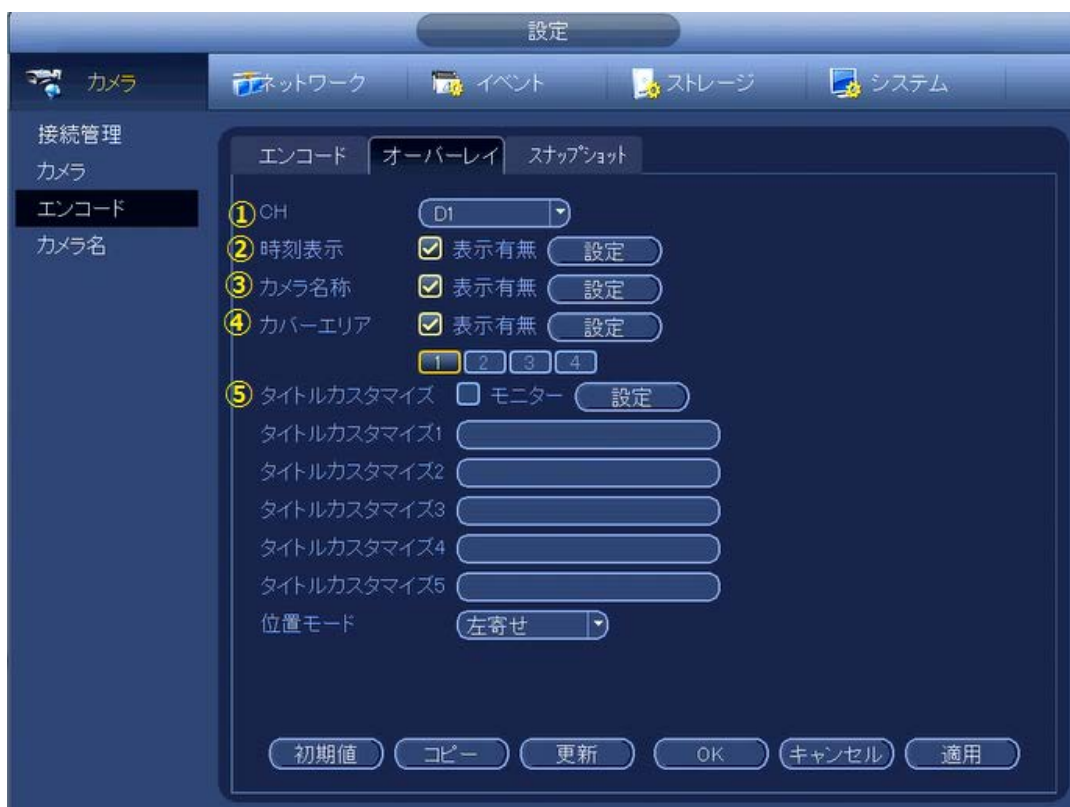 設定
カメラ ネットワーク イベント ストレージ システム
接続管理
カメラ
エンコード
カメラ名
エンコード オーバーレイ スナップショット
① CH D1
② 時刻表示 表示有無 設定
③ カメラ名称 表示有無 設定
④ カバーエリア 表示有無 設定
1 2 3 4
⑤ タイトルカスタマイズ モニター 設定
タイトルカスタマイズ1
タイトルカスタマイズ2
タイトルカスタマイズ3
タイトルカスタマイズ4
タイトルカスタマイズ5
位置モード 左寄せ
初期値 コピー 更新 OK キャンセル 適用